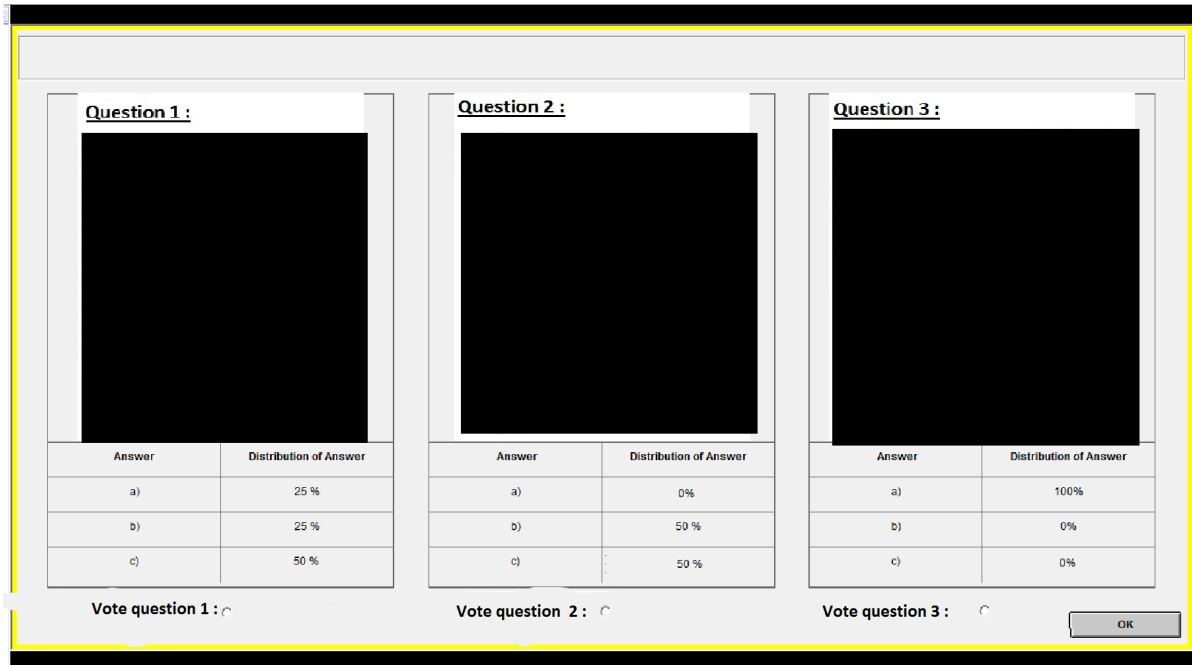 Question 1 :
Answer Distribution of Answer
a) 25 %
b) 25 %
c) 50 %
Vote question 1 :
Question 2 :
Answer Distribution of Answer
a) 0%
b) 50 %
c) 50 %
Vote question 2 :
Question 3 :
Answer Distribution of Answer
a) 100%
b) 0%
c) 0%
Vote question 3 :
OK